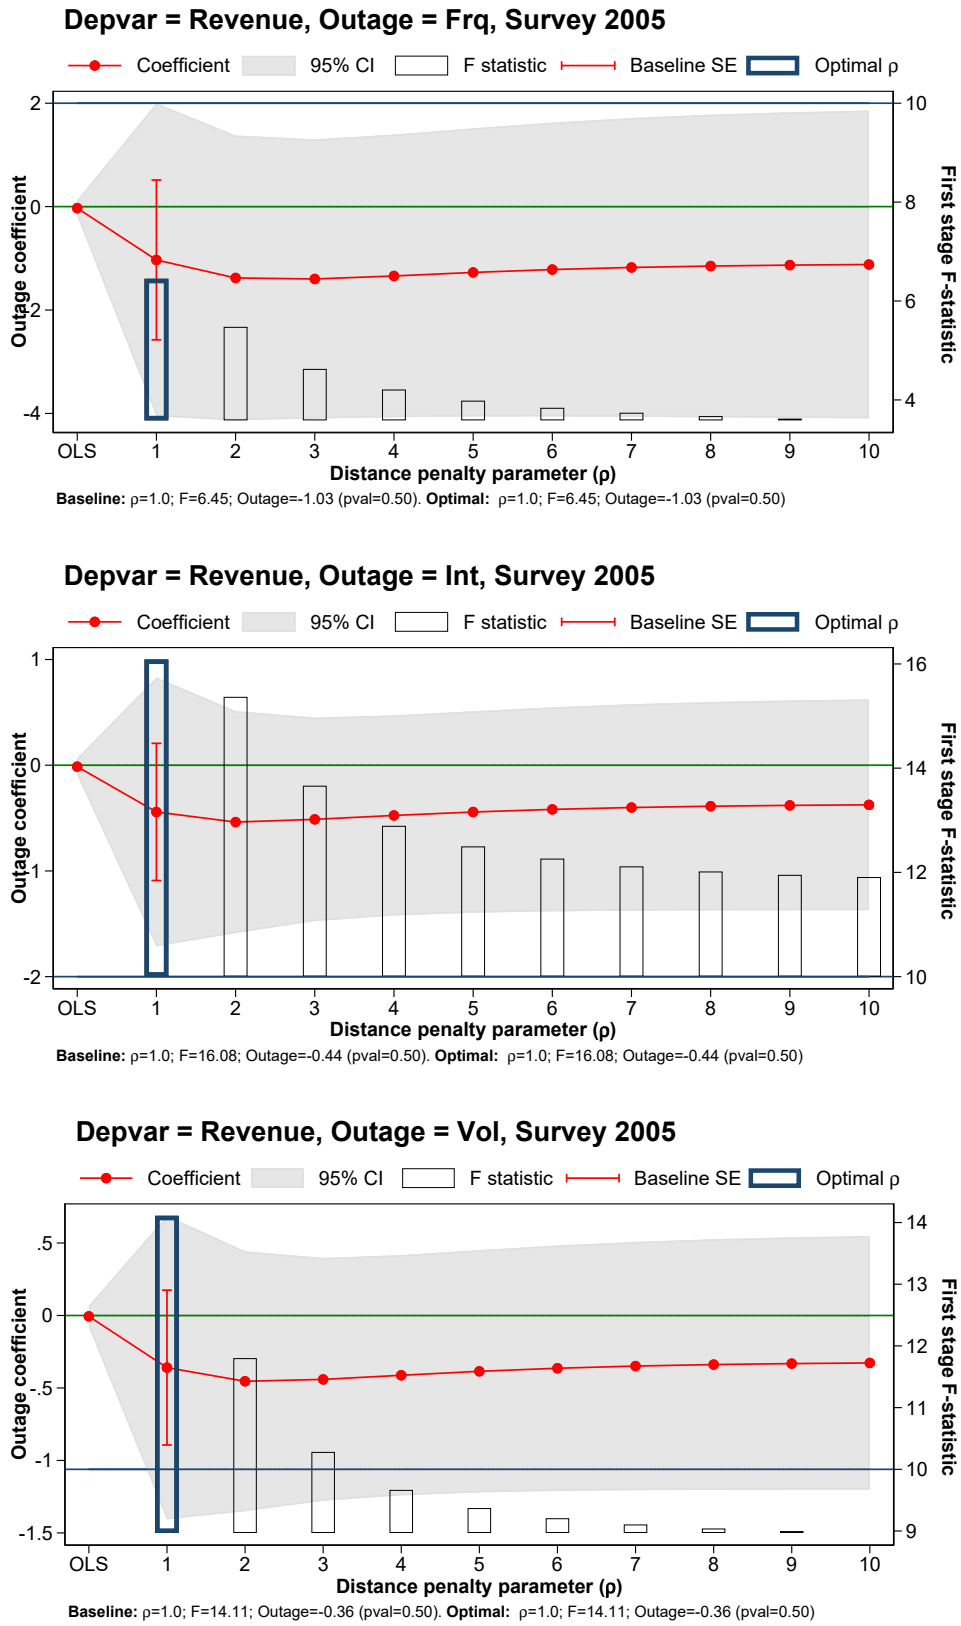 Depvar = Revenue, Outage = Frq, Survey 2005
Coefficient 95% CI F statistic Baseline SE Optimal ρ
Outage coefficient
2
0
-2
-4
First stage F-statistic
10
8
6
4
OLS 1 2 3 4 5 6 7 8 9 10
Distance penalty parameter (ρ)
Baseline: ρ=1.0; F=6.45; Outage=-1.03 (pval=0.50). Optimal: ρ=1.0; F=6.45; Outage=-1.03 (pval=0.50)
Depvar = Revenue, Outage = Int, Survey 2005
Coefficient 95% CI F statistic Baseline SE Optimal ρ
Outage coefficient
1
0
-1
-2
First stage F-statistic
16
14
12
10
OLS 1 2 3 4 5 6 7 8 9 10
Distance penalty parameter (ρ)
Baseline: ρ=1.0; F=16.08; Outage=-0.44 (pval=0.50). Optimal: ρ=1.0; F=16.08; Outage=-0.44 (pval=0.50)
Depvar = Revenue, Outage = Vol, Survey 2005
Coefficient 95% CI F statistic Baseline SE Optimal ρ
Outage coefficient
.5
0
-.5
-1
-1.5
First stage F-statistic
14
13
12
11
10
9
OLS 1 2 3 4 5 6 7 8 9 10
Distance penalty parameter (ρ)
Baseline: ρ=1.0; F=14.11; Outage=-0.36 (pval=0.50). Optimal: ρ=1.0; F=14.11; Outage=-0.36 (pval=0.50)